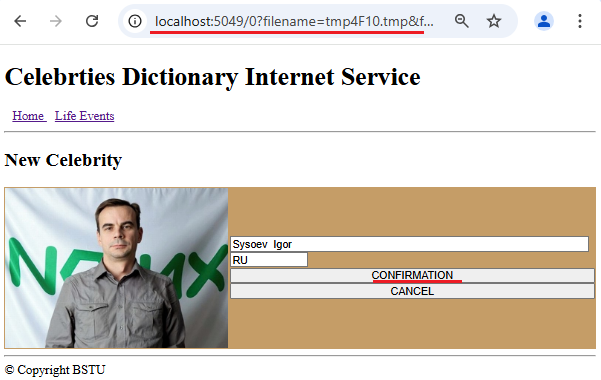 localhost:5049/0?filename=tmp4F10.tmp&f...
Celebrties Dictionary Internet Service
Home Life Events
New Celebrity
NGINX
Sysoev Igor
RU
CONFIRMATION
CANCEL
© Copyright BSTU